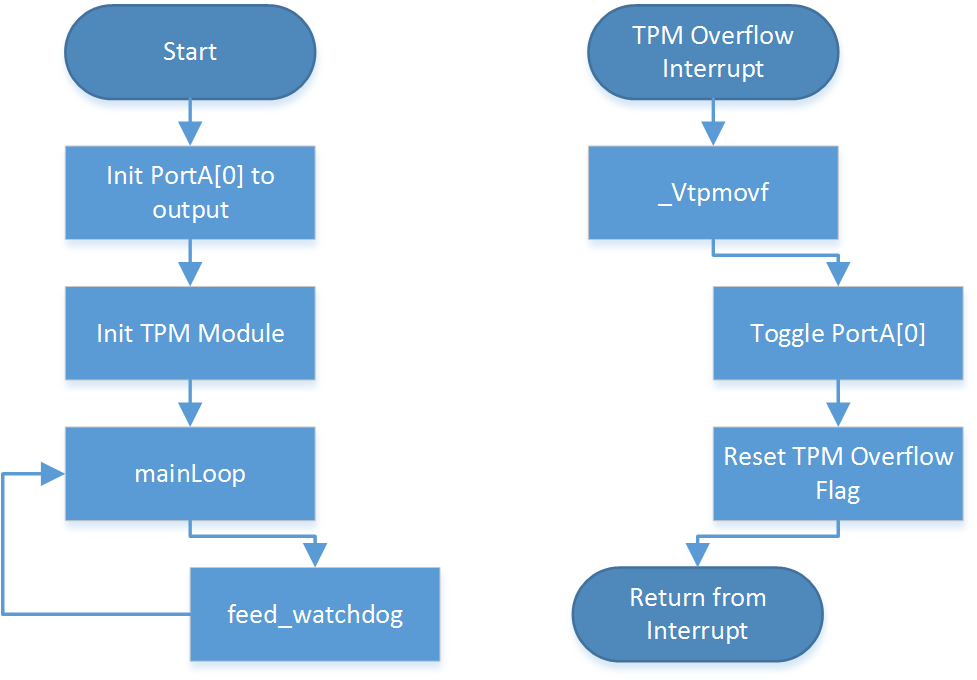 Start
Init PortA[0] to
output
Init TPM Module
mainLoop
feed_watchdog
TPM Overflow
Interrupt
_Vtpmovf
Toggle PortA[0]
Reset TPM Overflow
Flag
Return from
Interrupt